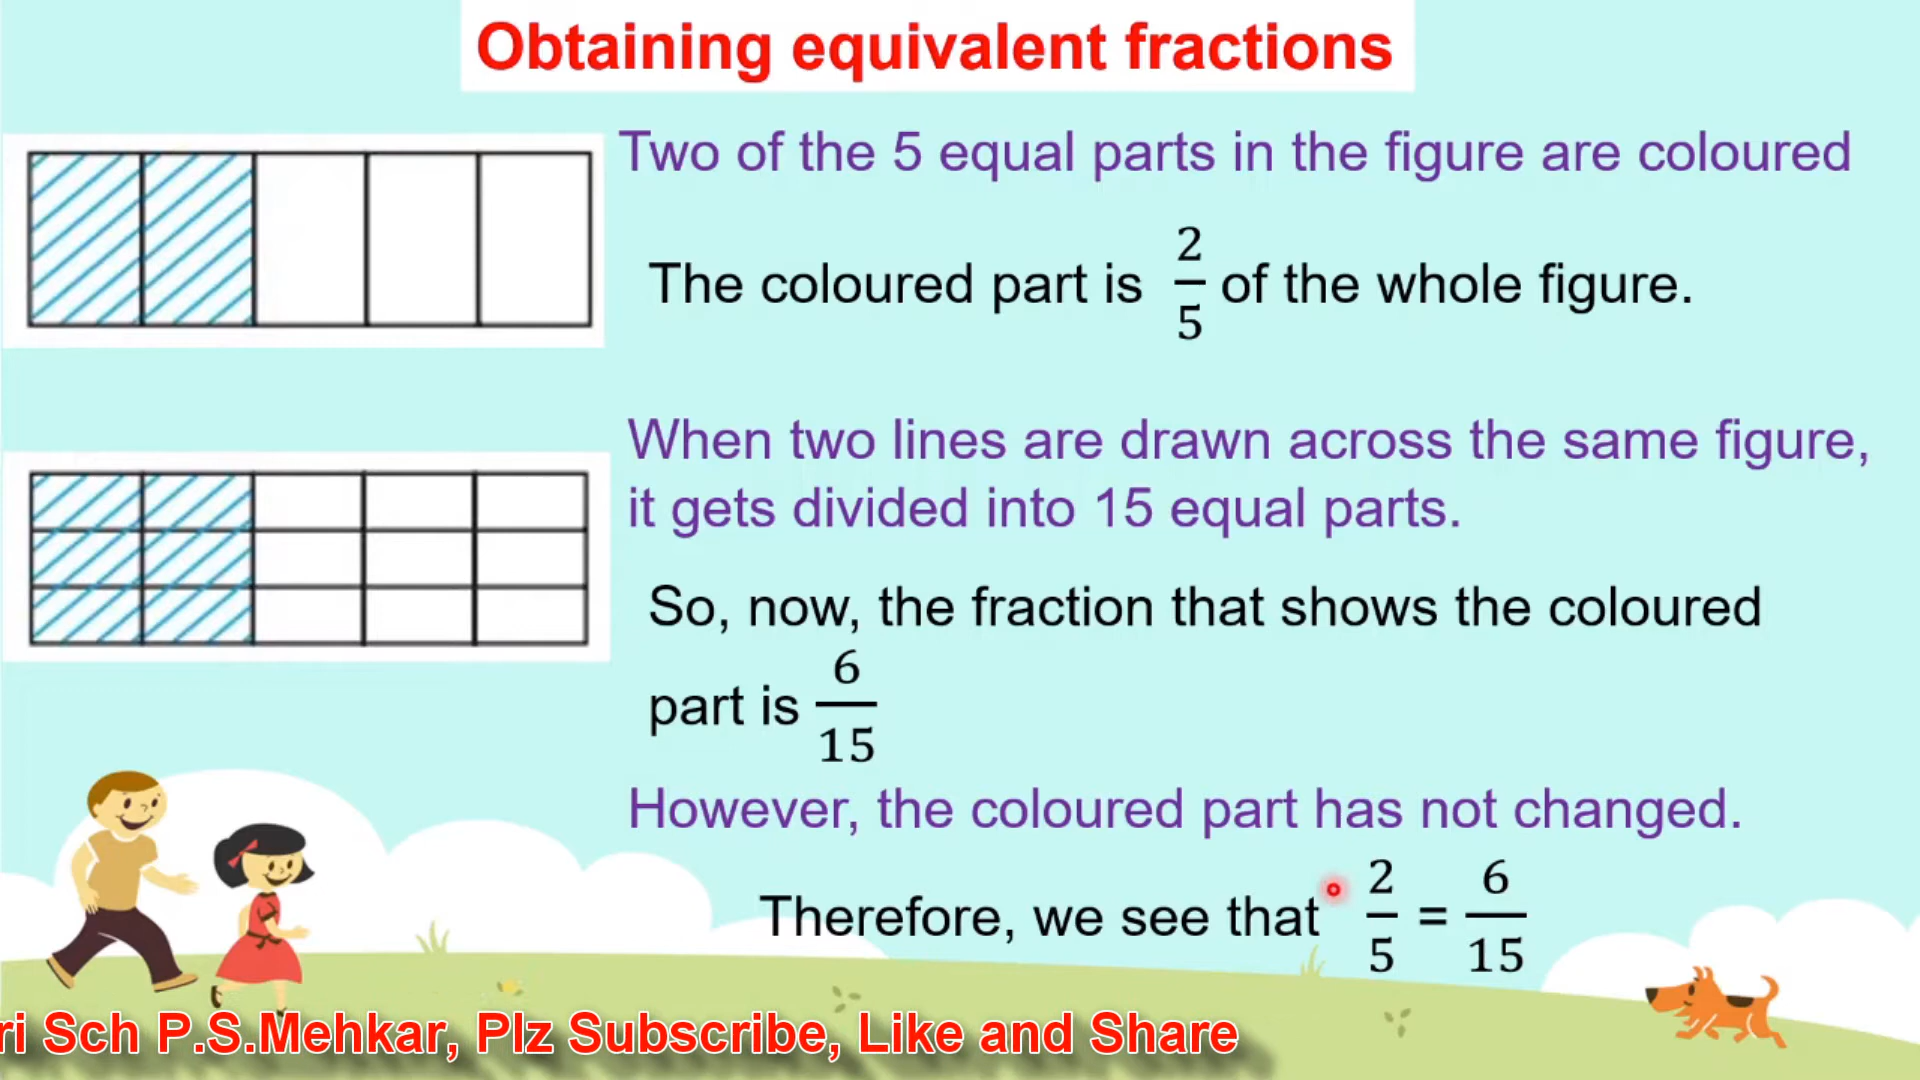 Obtaining equivalent fractions
Two of the 5 equal parts in the figure are coloured
The coloured part is 2/5 of the whole figure.
When two lines are drawn across the same figure,
it gets divided into 15 equal parts.
So, now, the fraction that shows the coloured
part is 6/15
However, the coloured part has not changed.
Therefore, we see that 2/5 = 6/15
ri Sch P.S.Mehkar, Plz Subscribe, Like and Share